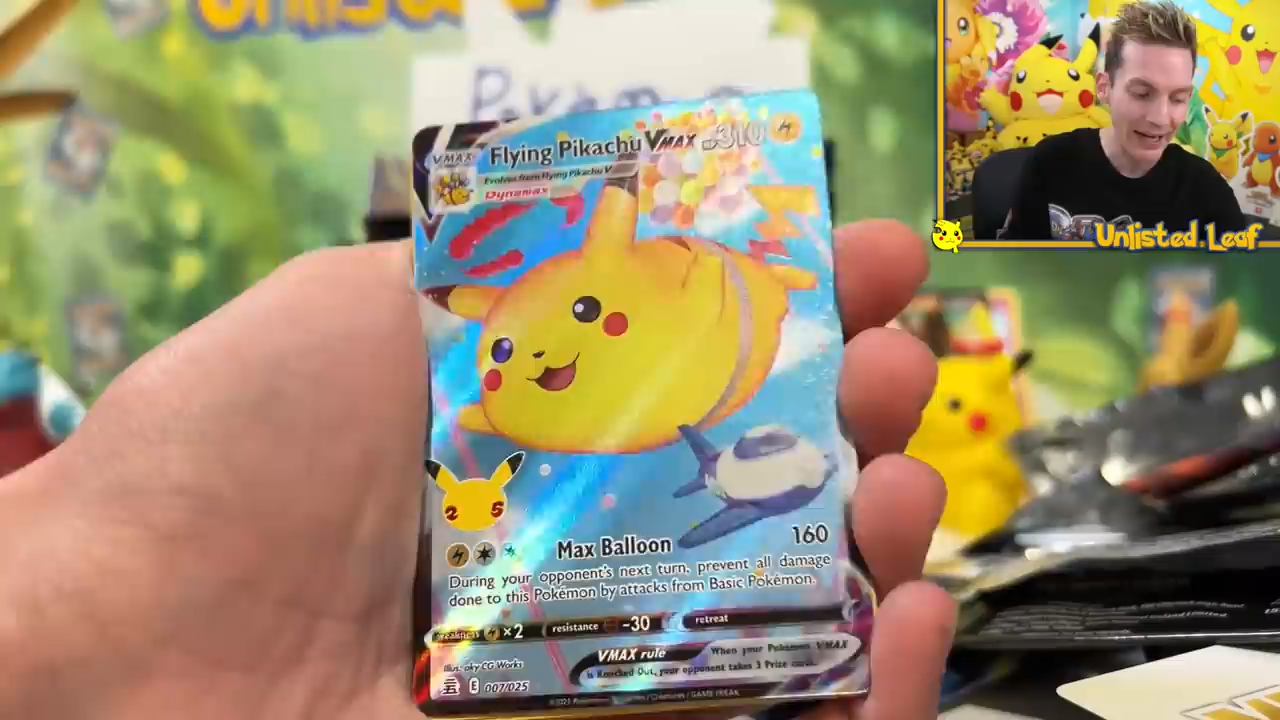 Unlisted.Leaf
Pokémon
VMAX
Flying Pikachu VMAX 310
Evolves from Flying Pikachu V
Dynamax
25
Max Balloon 160
During your opponent's next turn, prevent all damage
done to this Pokémon by attacks from Basic Pokémon.
weakness ×2 resistance -30 retreat
VMAX rule When your Pokémon VMAX
is Knocked Out, your opponent takes 3 Prize cards.
E 007/025